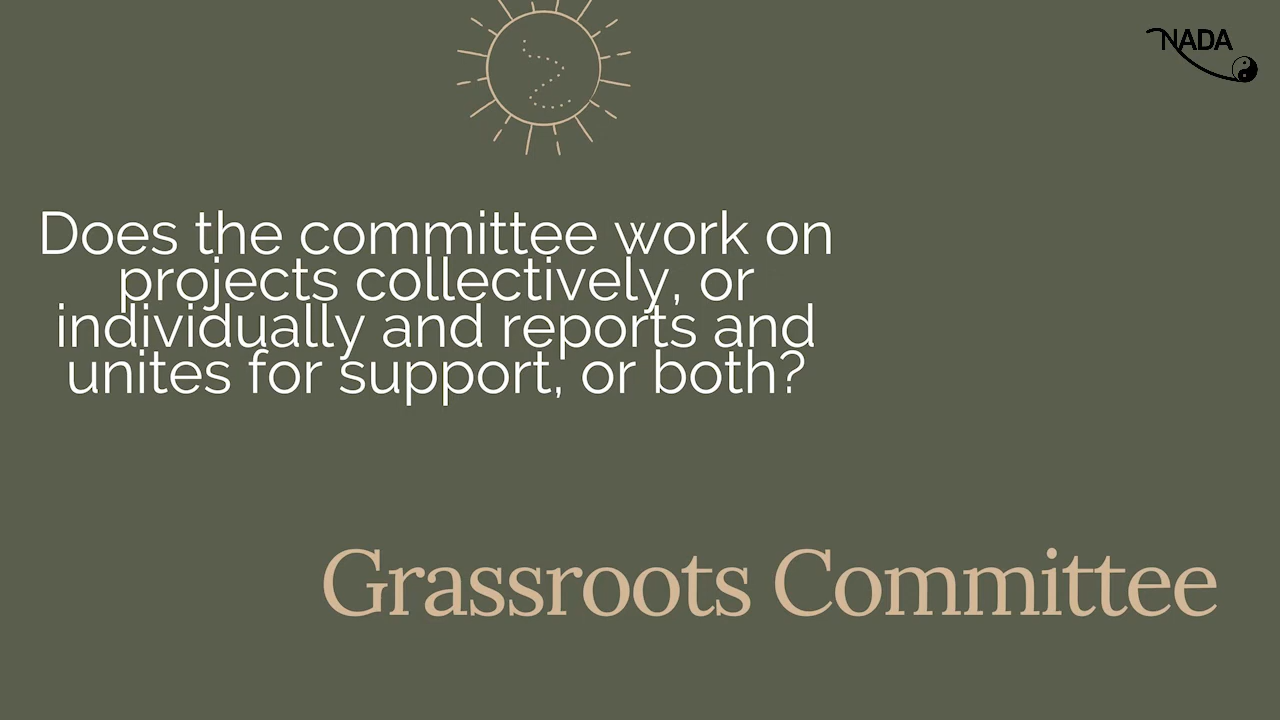 NADA
Does the committee work on
projects collectively, or
individually and reports and
unites for support, or both?
Grassroots Committee